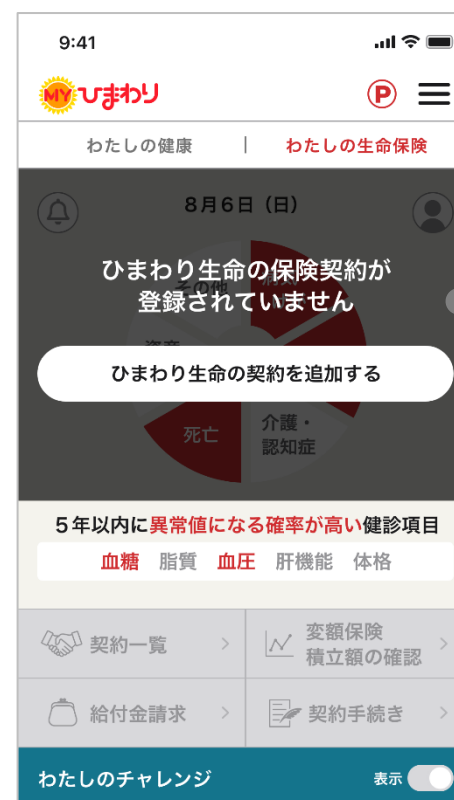 9:41
MYひまわり
P
わたしの健康 | わたしの生命保険
8月6日（日）
ひまわり生命の保険契約が
登録されていません
その他
ひまわり生命の契約を追加する
死亡
介護・
認知症
5年以内に異常値になる確率が高い健診項目
血糖 脂質 血圧 肝機能 体格
契約一覧
変額保険
積立額の確認
給付金請求
契約手続き
わたしのチャレンジ
表示